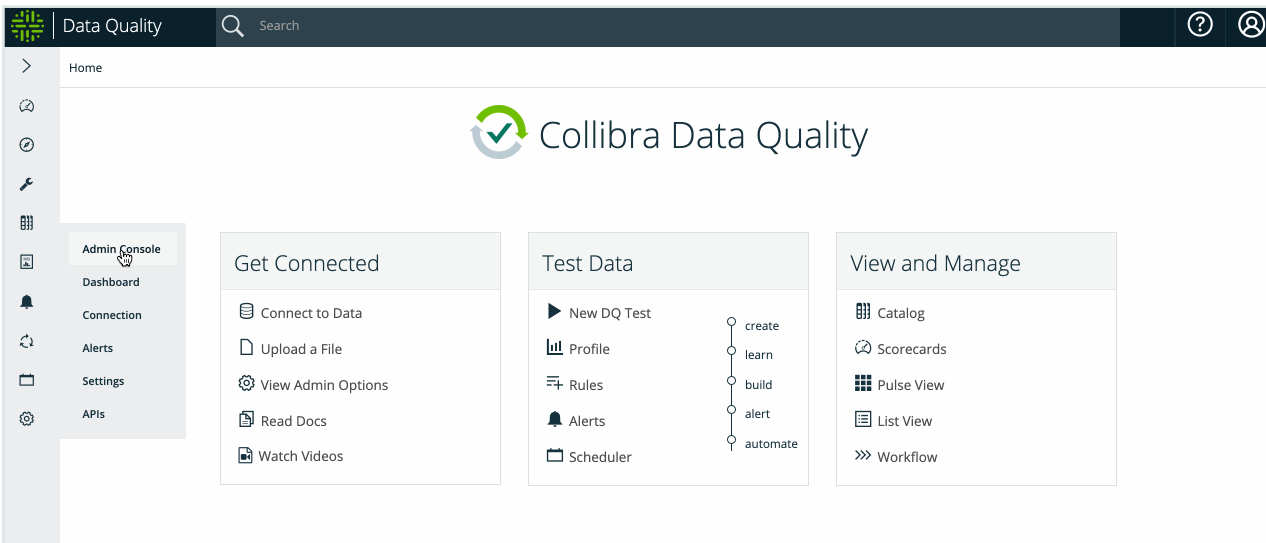 Data Quality
Search
Home
Collibra Data Quality
Admin Console
Dashboard
Connection
Alerts
Settings
APIs
Get Connected
Connect to Data
Upload a File
View Admin Options
Read Docs
Watch Videos
Test Data
New DQ Test
Profile
Rules
Alerts
Scheduler
create
learn
build
alert
automate
View and Manage
Catalog
Scorecards
Pulse View
List View
Workflow